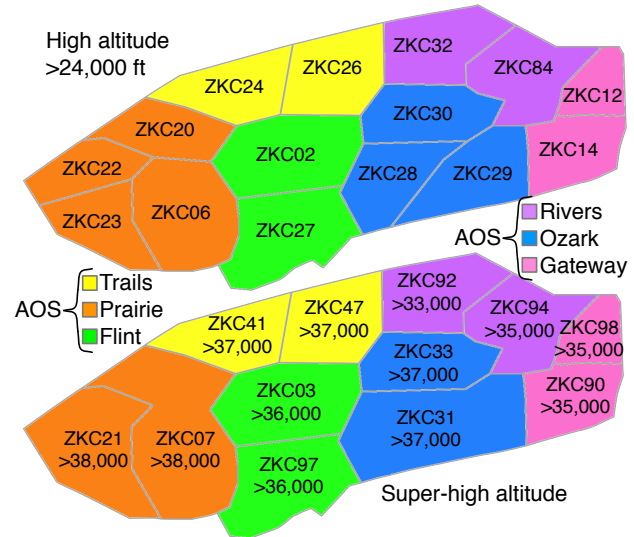 High altitude
>24,000 ft
ZKC32
ZKC26
ZKC84
ZKC24
ZKC12
ZKC20
ZKC30
ZKC02
ZKC14
ZKC22
ZKC28
ZKC29
ZKC23
ZKC06
ZKC27
AOS
Rivers
Ozark
Gateway
AOS
Trails
Prairie
Flint
ZKC92
>33,000
ZKC47
>37,000
ZKC94
>35,000
ZKC41
>37,000
ZKC98
>35,000
ZKC33
>37,000
ZKC03
>36,000
ZKC90
>35,000
ZKC31
>37,000
ZKC21
>38,000
ZKC07
>38,000
ZKC97
>36,000
Super-high altitude